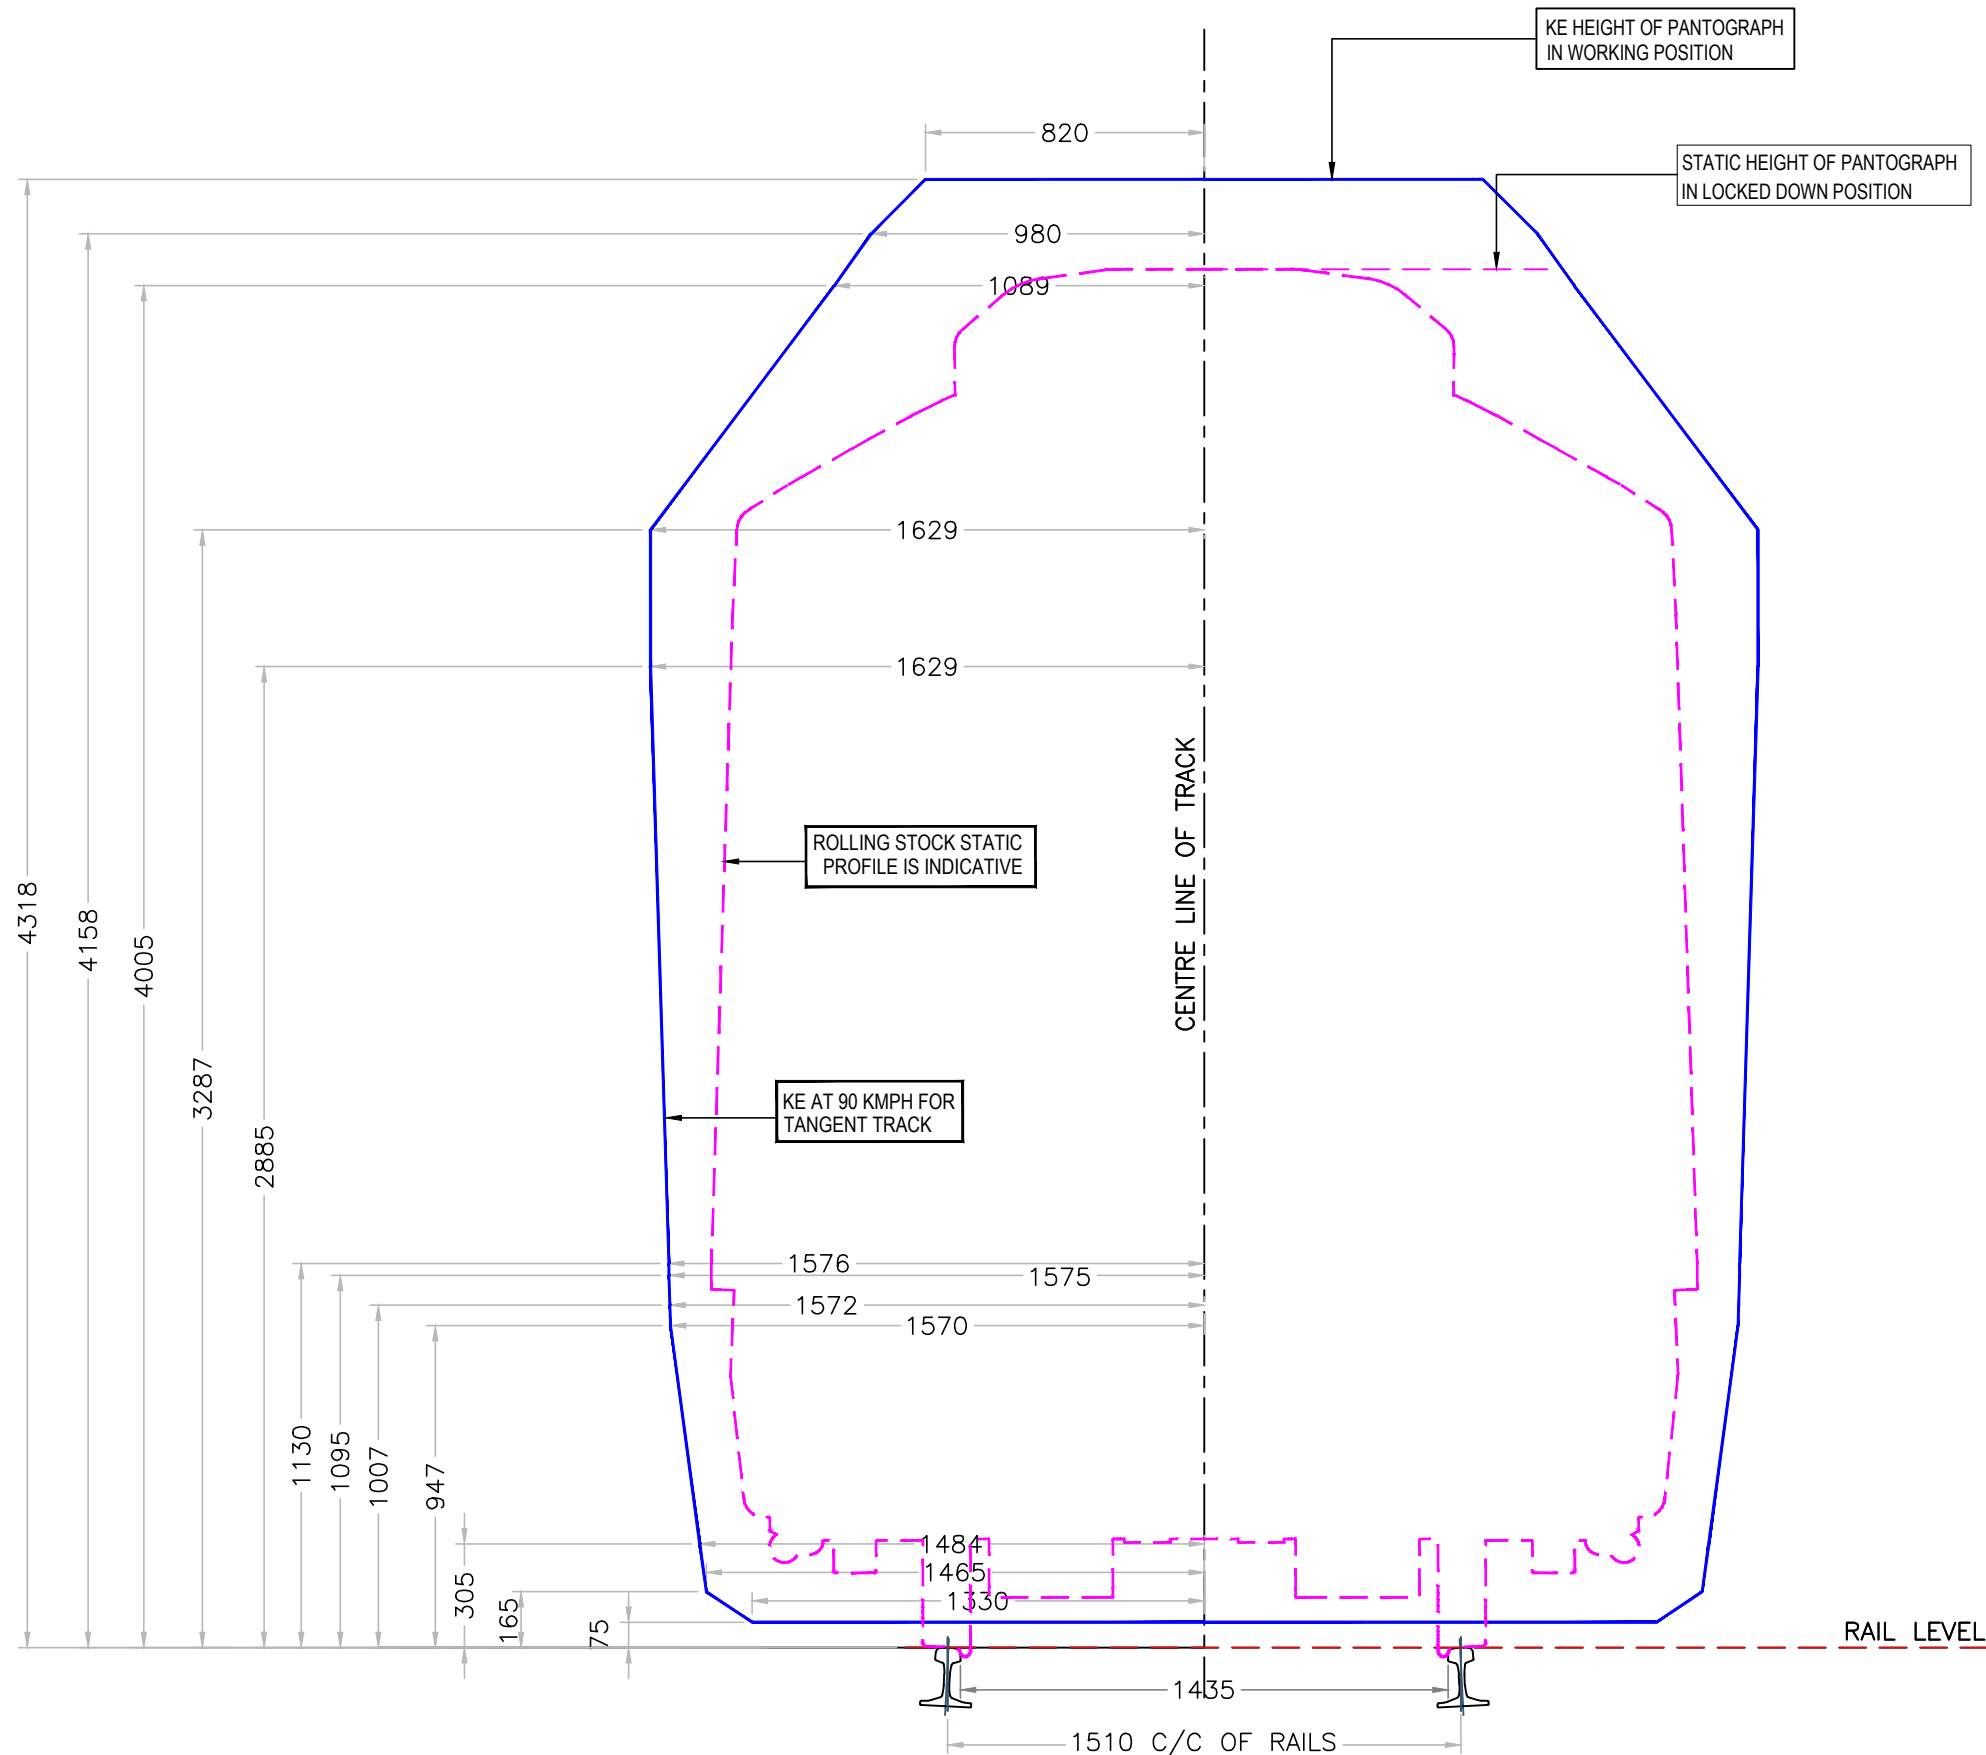 KE HEIGHT OF PANTOGRAPH
IN WORKING POSITION
820
STATIC HEIGHT OF PANTOGRAPH
IN LOCKED DOWN POSITION
980
1089
1629
1629
CENTRE LINE OF TRACK
ROLLING STOCK STATIC
PROFILE IS INDICATIVE
4318
4158
4005
3287
2885
KE AT 90 KMPH FOR
TANGENT TRACK
1576
1575
1572
1570
1130
1095
1007
947
305
165
75
1484
1465
1330
RAIL LEVEL
1435
1510 C/C OF RAILS